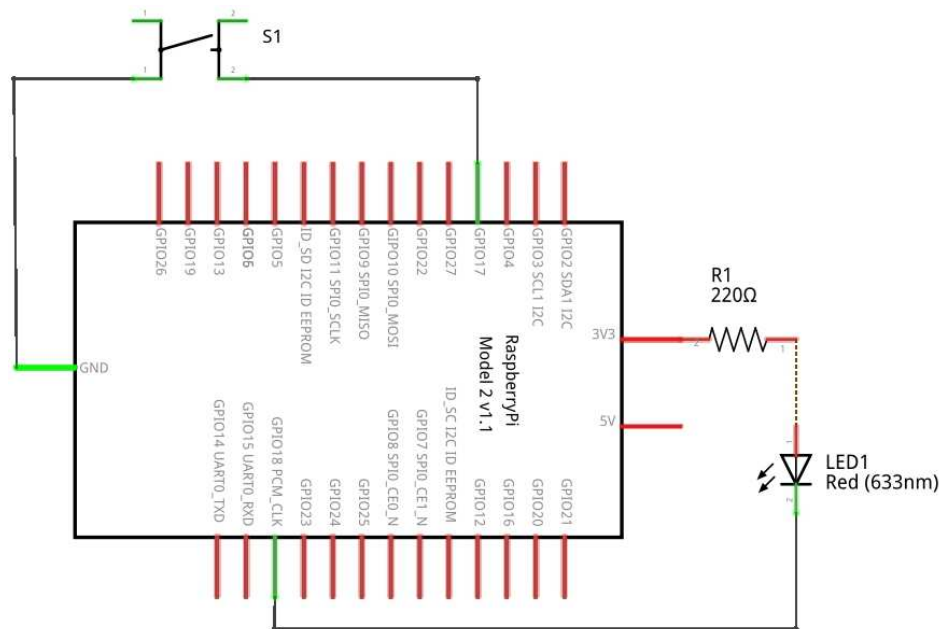 1
2
S1
1
2
GPIO26
GPIO19
GPIO13
GPIO6
GPIO5
ID_SD I2C ID EEPROM
GPIO11 SPI0_SCLK
GPIO9 SPI0_MISO
GIPO10 SPI0_MOSI
GPIO22
GPIO27
GPIO17
GPIO4
GPIO3 SCL1 I2C
GPIO2 SDA1 I2C
R1
220Ω
3V3
2
1
RaspberryPi
Model 2 v1.1
GND
5V
1
LED1
Red (633nm)
2
GPIO14 UART0_TXD
GPIO15 UART0_RXD
GPIO18 PCM_CLK
GPIO23
GPIO24
GPIO25
GPIO8 SPI0_CE0_N
GPIO7 SPI0_CE1_N
ID_SC I2C ID EEPROM
GPIO12
GPIO16
GPIO20
GPIO21